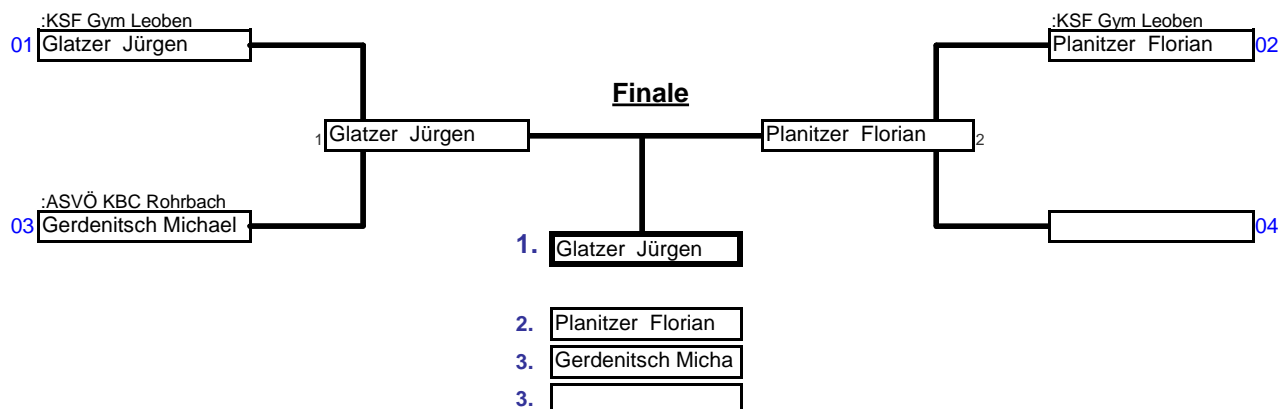 :KSF Gym Leoben
:KSF Gym Leoben
01 Glatzer Jürgen
Planitzer Florian 02
Finale
1 Glatzer Jürgen
Planitzer Florian 2
:ASVÖ KBC Rohrbach
03 Gerdenitsch Michael
04
1. Glatzer Jürgen
2. Planitzer Florian
3. Gerdenitsch Micha
3.